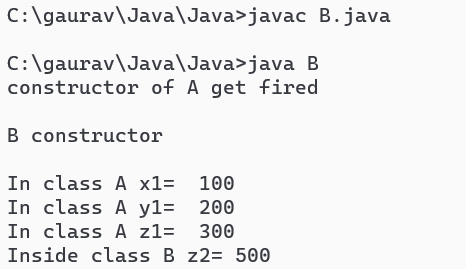 C:\gaurav\Java\Java>javac B.java
C:\gaurav\Java\Java>java B
constructor of A get fired
B constructor
In class A x1=  100
In class A y1=  200
In class A z1=  300
Inside class B z2= 500